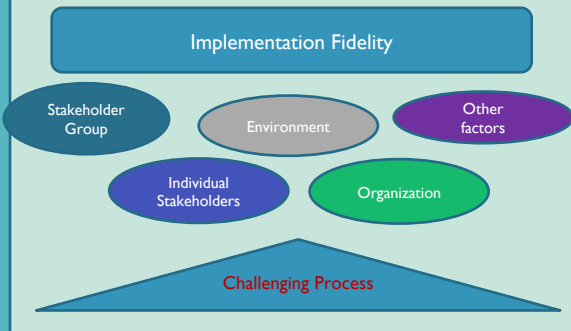 Implementation Fidelity
Stakeholder
Group
Environment
Other
factors
Individual
Stakeholders
Organization
Challenging Process